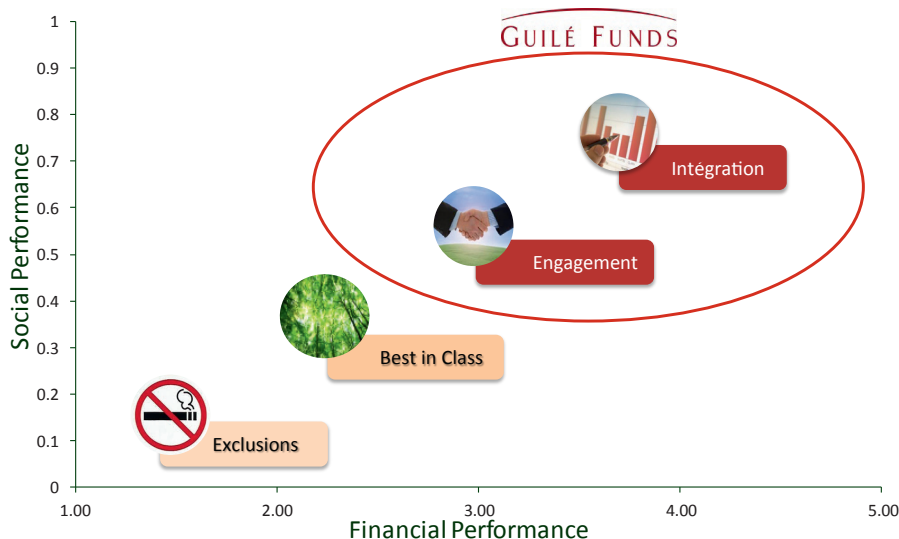 GUILÉ FUNDS
1
0.9
0.8
0.7
0.6
0.5
0.4
0.3
0.2
0.1
0
Social Performance
Intégration
Engagement
Best in Class
Exclusions
1.00
2.00
3.00
4.00
5.00
Financial Performance